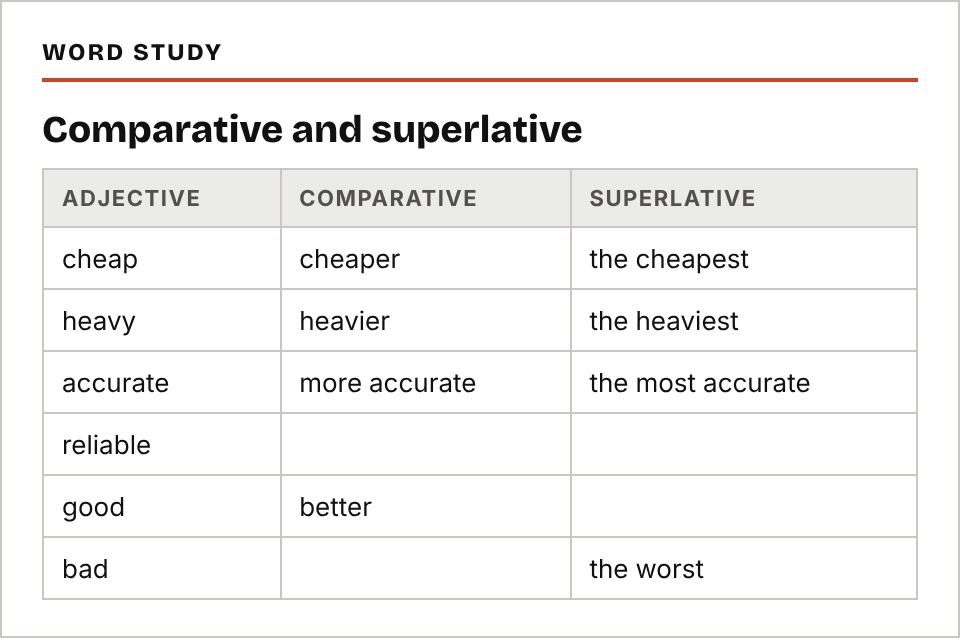 WORD STUDY
Comparative and superlative
ADJECTIVE COMPARATIVE SUPERLATIVE
cheap cheaper the cheapest
heavy heavier the heaviest
accurate more accurate the most accurate
reliable
good better
bad the worst